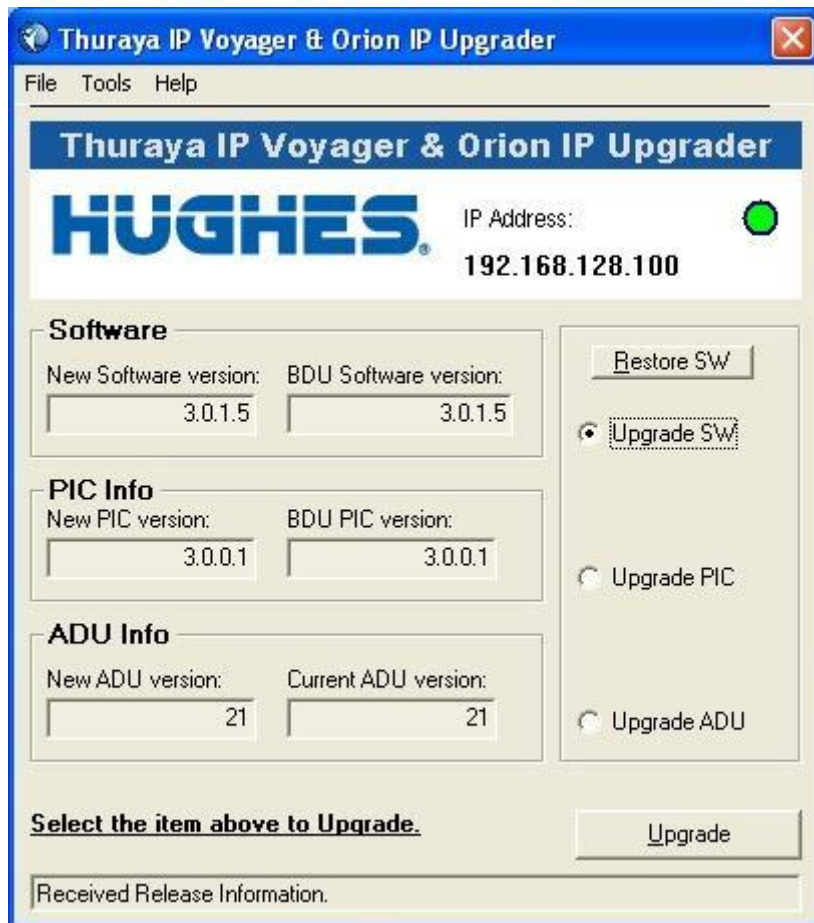 Thuraya IP Voyager & Orion IP Upgrader
File Tools Help
Thuraya IP Voyager & Orion IP Upgrader
HUGHES®
IP Address:
192.168.128.100
Software
New Software version: BDU Software version:
3.0.1.5 3.0.1.5
PIC Info
New PIC version: BDU PIC version:
3.0.0.1 3.0.0.1
ADU Info
New ADU version: Current ADU version:
21 21
Restore SW
Upgrade SW
Upgrade PIC
Upgrade ADU
Select the item above to Upgrade.
Upgrade
Received Release Information.